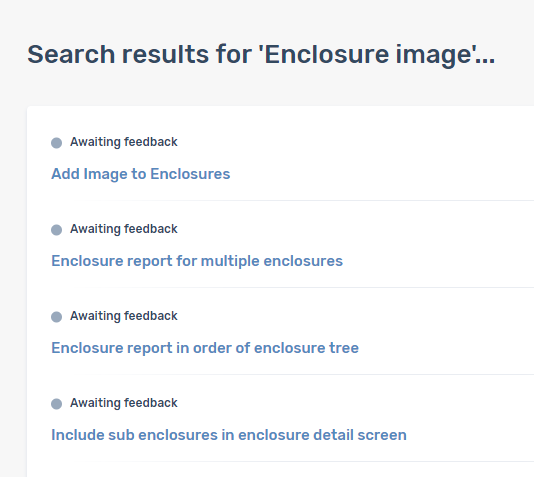 Search results for 'Enclosure image'...
Awaiting feedback
Add Image to Enclosures
Awaiting feedback
Enclosure report for multiple enclosures
Awaiting feedback
Enclosure report in order of enclosure tree
Awaiting feedback
Include sub enclosures in enclosure detail screen